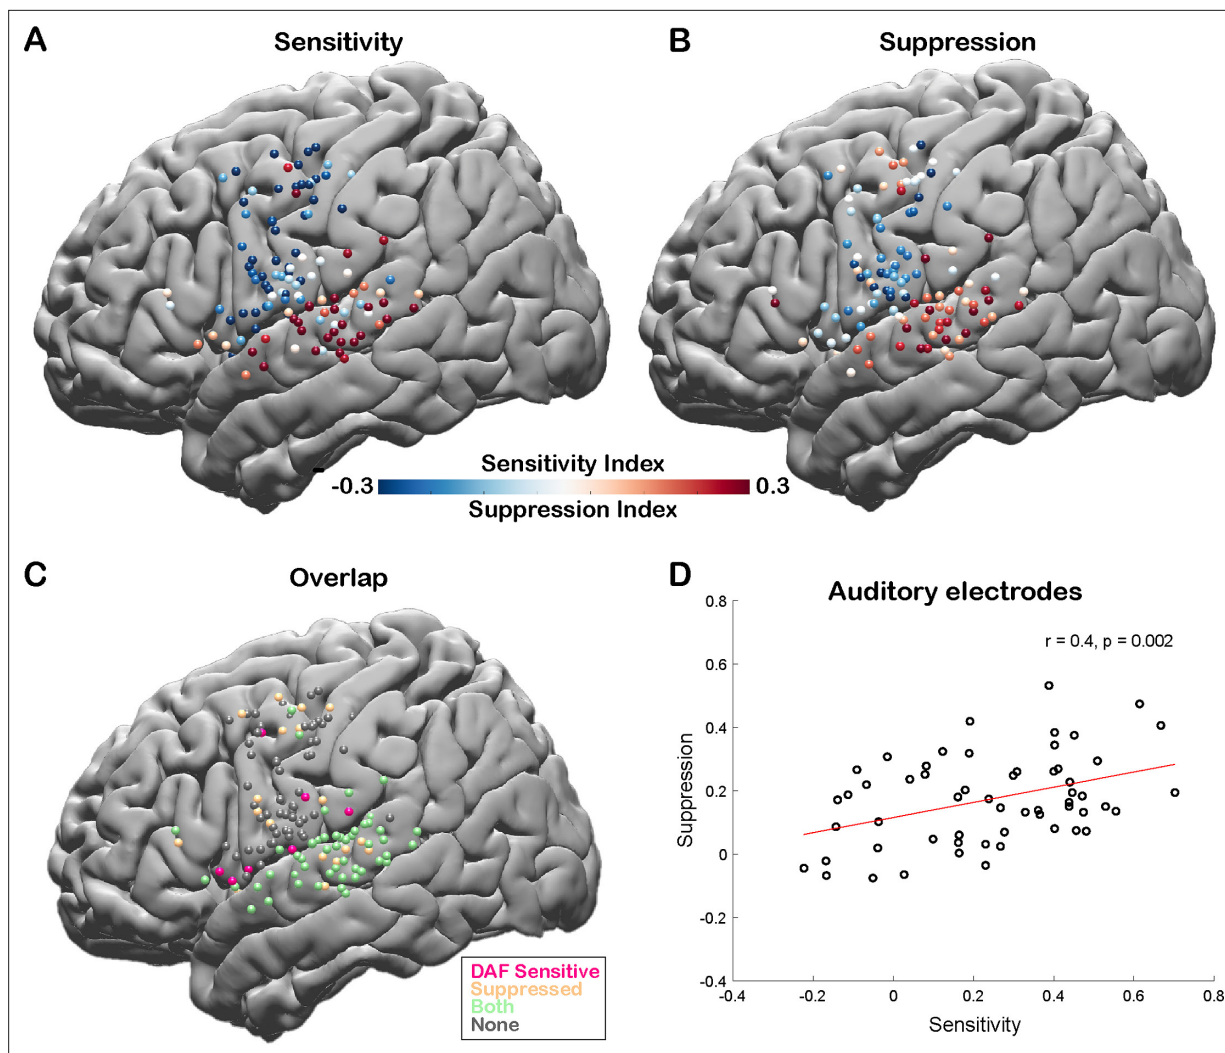 A
Sensitivity
B
Suppression
Sensitivity Index
-0.3
0.3
Suppression Index
C
Overlap
DAF Sensitive
Suppressed
Both
None
D
Auditory electrodes
r = 0.4, p = 0.002
0.8
0.6
0.4
0.2
0
-0.2
-0.4
Suppression
-0.4
-0.2
0
0.2
0.4
0.6
0.8
Sensitivity